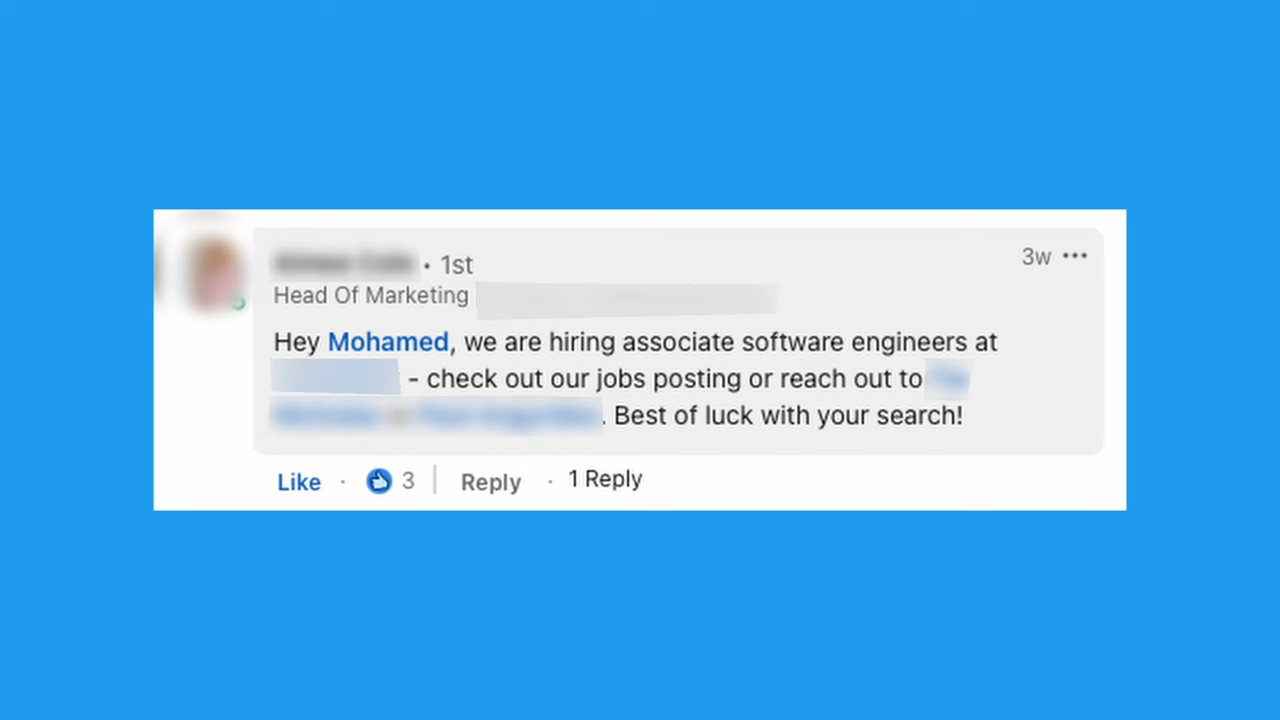 • 1st
3w •••
Head Of Marketing
Hey Mohamed, we are hiring associate software engineers at
- check out our jobs posting or reach out to
. Best of luck with your search!
Like · 3 | Reply · 1 Reply